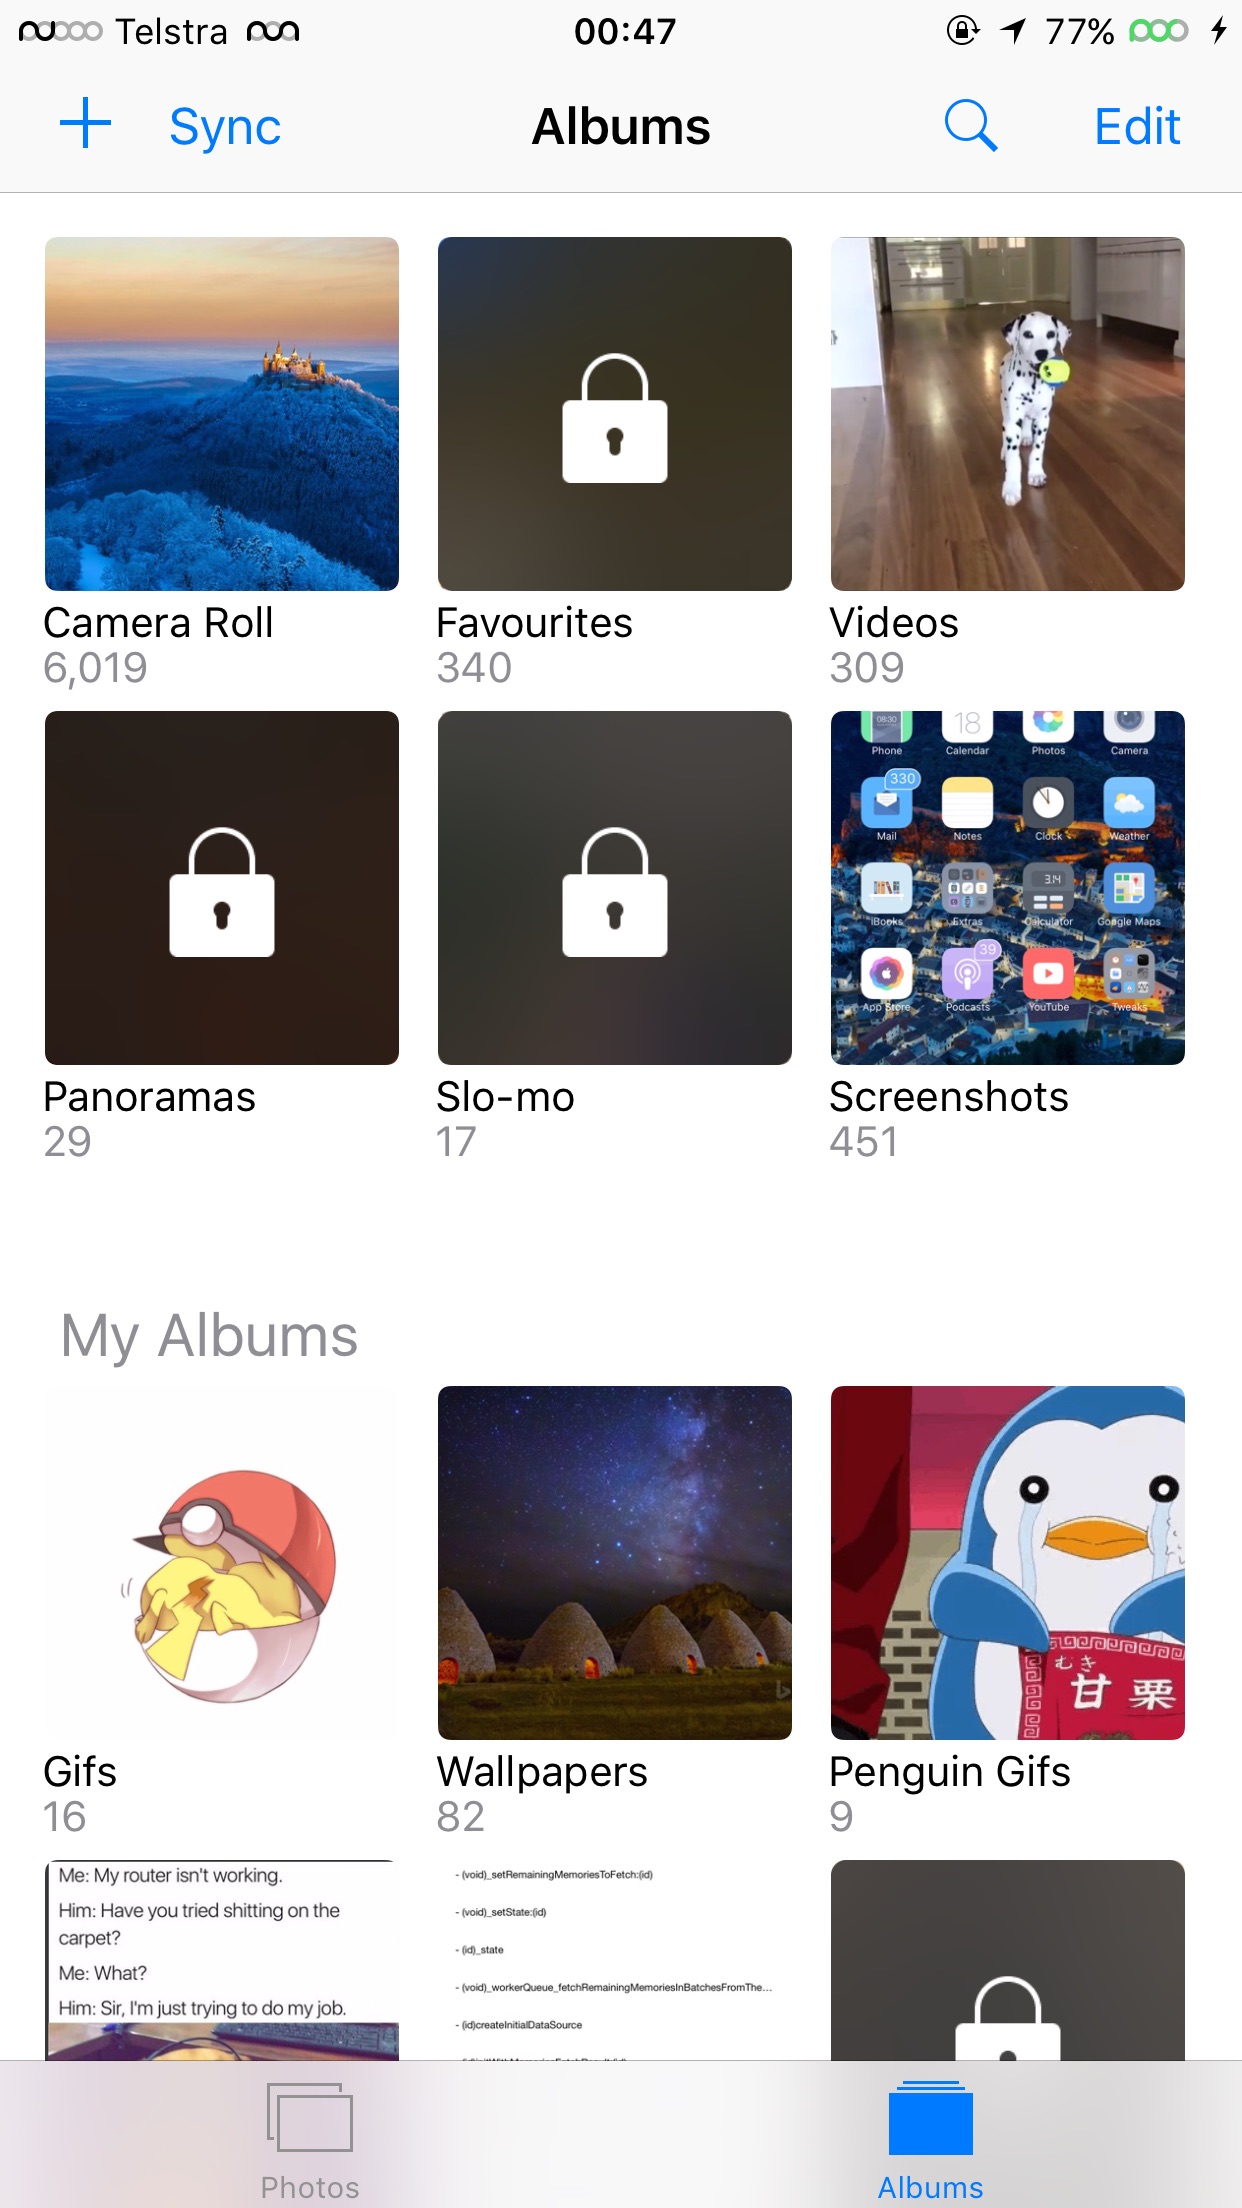 Telstra 00:47 77%
Sync Albums Edit
Camera Roll
6,019
Favourites
340
Videos
309
08:30
18
Phone Calendar Photos Camera
330
Mail Notes Clock Weather
3.14
iBooks Extras Calculator Google Maps
39
App Store Podcasts YouTube Tweaks
Panoramas
29
Slo-mo
17
Screenshots
451
My Albums
むき
甘栗
Gifs
16
Wallpapers
82
Penguin Gifs
9
Me: My router isn't working.
Him: Have you tried shitting on the
carpet?
Me: What?
Him: Sir, I'm just trying to do my job.
- (void)_setRemainingMemoriesToFetch:(id)
- (void)_setState:(id)
- (id)_state
- (void)_workerQueue_fetchRemainingMemoriesInBatchesFromThe...
- (id)createInitialDataSource
Photos Albums